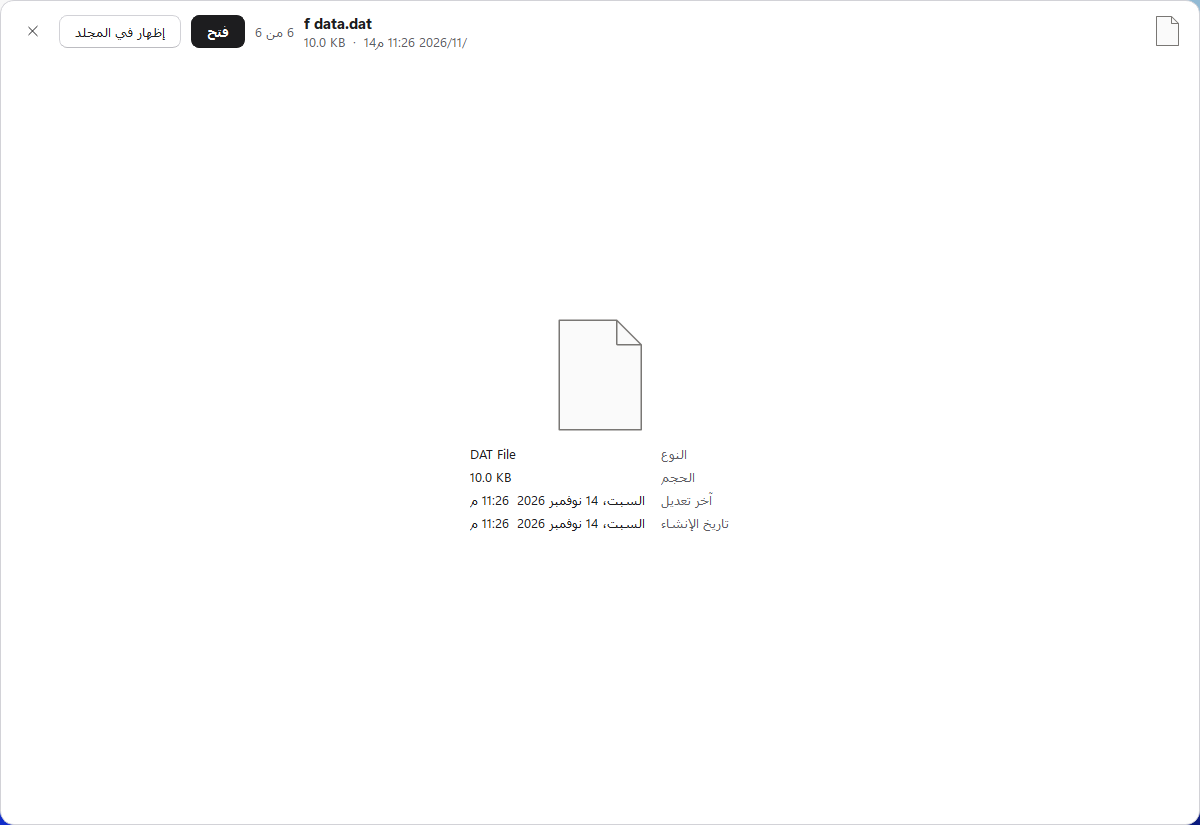 f data.dat
10.0 KB · 14/11/2026 11:26 م
6 من 6
فتح
إظهار في المجلد
النوع DAT File
الحجم 10.0 KB
آخر تعديل السبت، 14 نوفمبر 2026 11:26 م
تاريخ الإنشاء السبت، 14 نوفمبر 2026 11:26 م